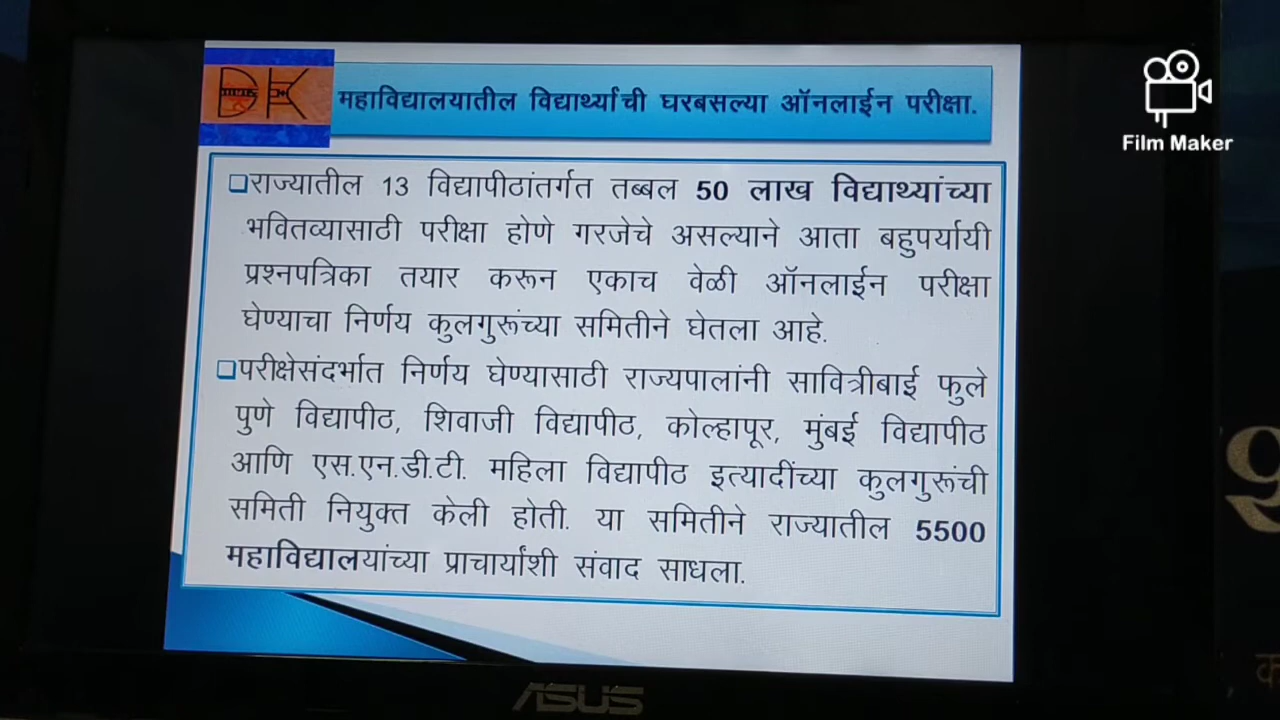 DK
महाविद्यालयातील विद्यार्थ्यांची घरबसल्या ऑनलाईन परीक्षा.
Film Maker
राज्यातील 13 विद्यापीठांतर्गत तब्बल 50 लाख विद्याथ्यांच्या
भवितव्यासाठी परीक्षा होणे गरजेचे असल्याने आता बहुपर्यायी
प्रश्नपत्रिका तयार करून एकाच वेळी ऑनलाईन परीक्षा
घेण्याचा निर्णय कुलगुरूंच्या समितीने घेतला आहे.
परीक्षेसंदर्भात निर्णय घेण्यासाठी राज्यपालांनी सावित्रीबाई फुले
पुणे विद्यापीठ, शिवाजी विद्यापीठ, कोल्हापूर, मुंबई विद्यापीठ
आणि एस.एन.डी.टी. महिला विद्यापीठ इत्यादींच्या कुलगुरूंची
समिती नियुक्त केली होती. या समितीने राज्यातील 5500
महाविद्यालयांच्या प्राचार्यांशी संवाद साधला.
ASUS